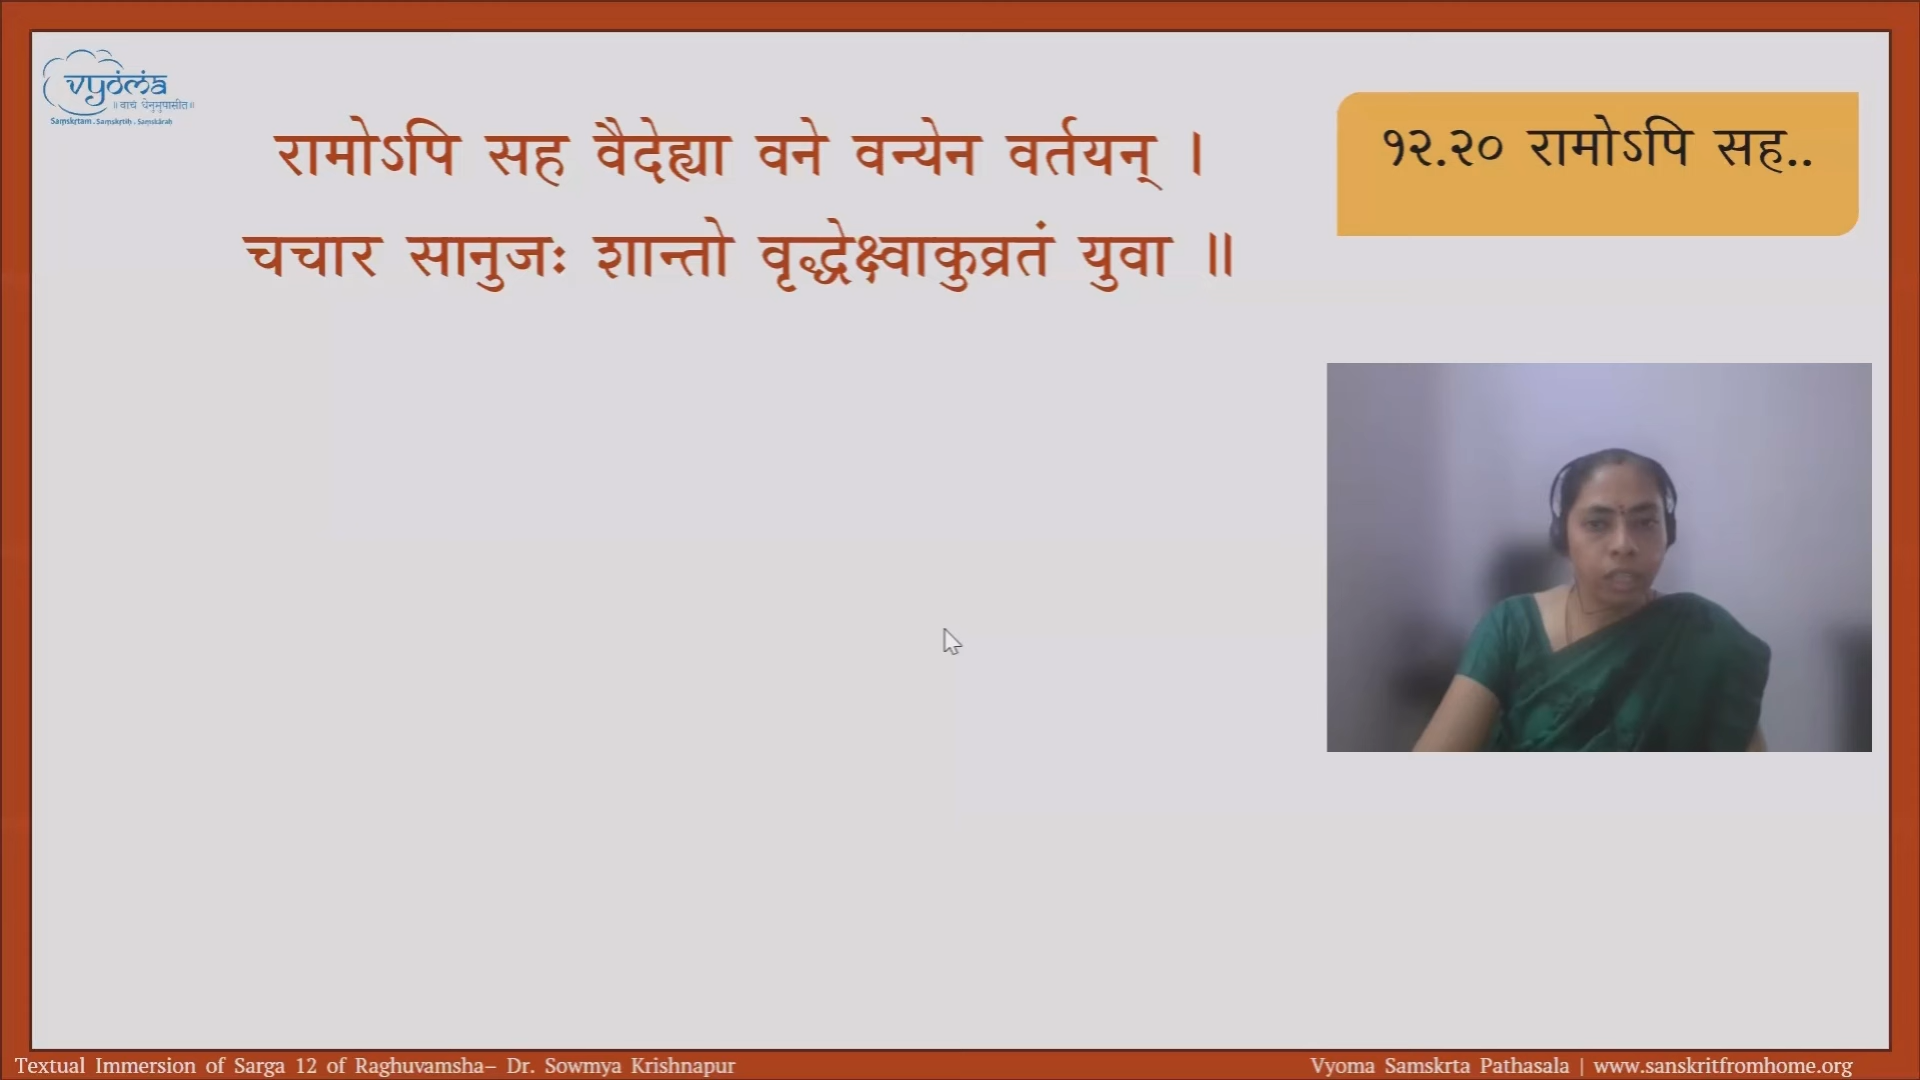 vyoma
॥ वाचं धेनुमुपासीत॥
Saṃskṛtam . Saṃskṛtiḥ . Saṃskāraḥ
रामोऽपि सह वैदेह्या वने वन्येन वर्तयन् ।
चचार सानुजः शान्तो वृद्धेक्ष्वाकुव्रतं युवा ॥
१२.२० रामोऽपि सह..
Textual Immersion of Sarga 12 of Raghuvamsha– Dr. Sowmya Krishnapur
Vyoma Samskrta Pathasala | www.sanskritfromhome.org